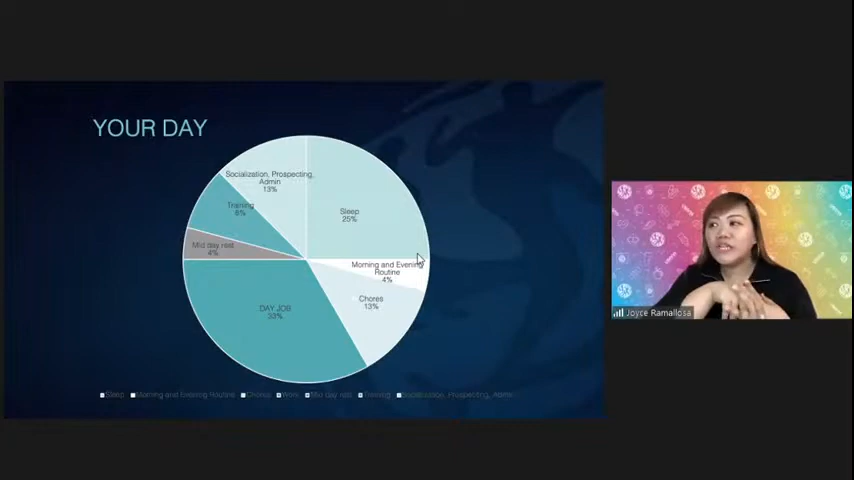 YOUR DAY
Socialization, Prospecting,
Admin
13%
Sleep
25%
Training
8%
Mid day rest
4%
Morning and Evening
Routine
4%
Chores
13%
DAY JOB
33%
Sleep Morning and Evening Routine Chores Work Mid day rest Training Socialization, Prospecting, Admin
Joyce Ramallosa